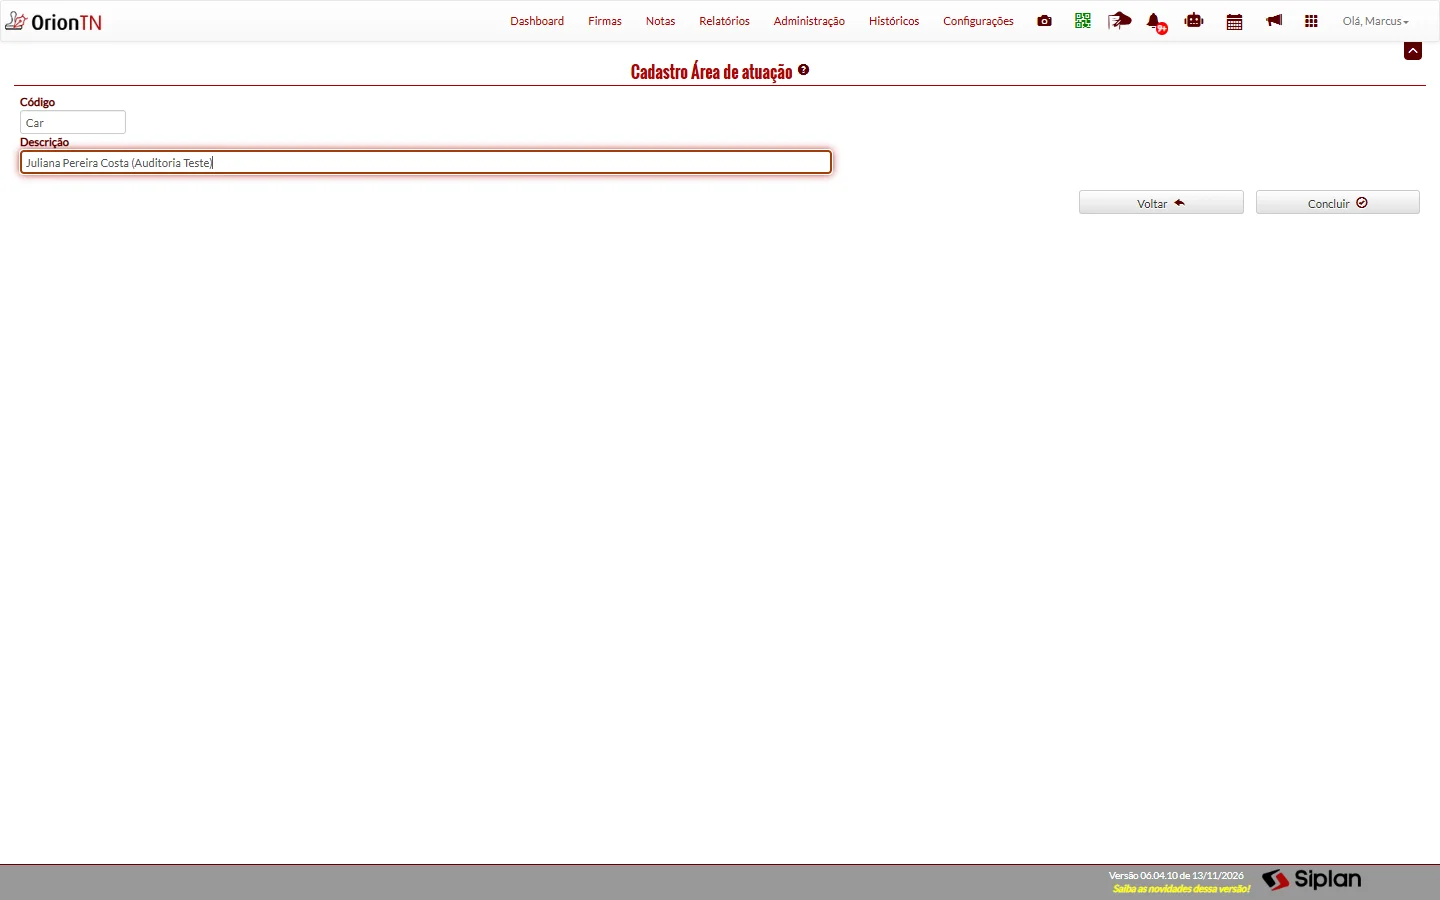 OrionTN
Dashboard Firmas Notas Relatórios Administração Históricos Configurações 9+ Olá, Marcus
Cadastro Área de atuação ?
Código
Car
Descrição
Juliana Pereira Costa (Auditoria Teste)
Voltar Concluir
Versão 06.04.10 de 13/11/2026
Saiba as novidades dessa versão!
Siplan